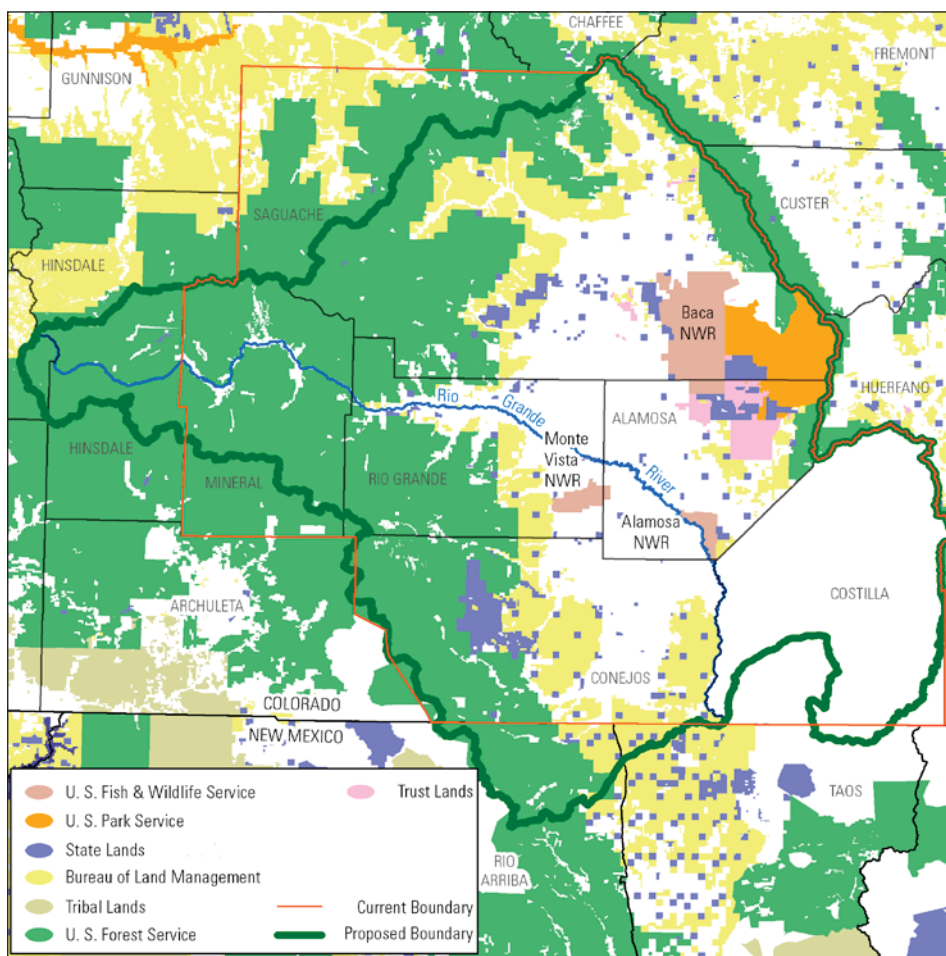 CHAFFEE
FREMONT
GUNNISON
SAGUACHE
CUSTER
HINSDALE
Baca
NWR
HUERFANO
Rio
Grande
River
ALAMOSA
Monte
Vista
NWR
HINSDALE
MINERAL
RIO GRANDE
Alamosa
NWR
COSTILLA
ARCHULETA
CONEJOS
COLORADO
NEW MEXICO
TAOS
RIO
ARRIBA
U. S. Fish & Wildlife Service
Trust Lands
U. S. Park Service
State Lands
Bureau of Land Management
Tribal Lands
Current Boundary
U. S. Forest Service
Proposed Boundary